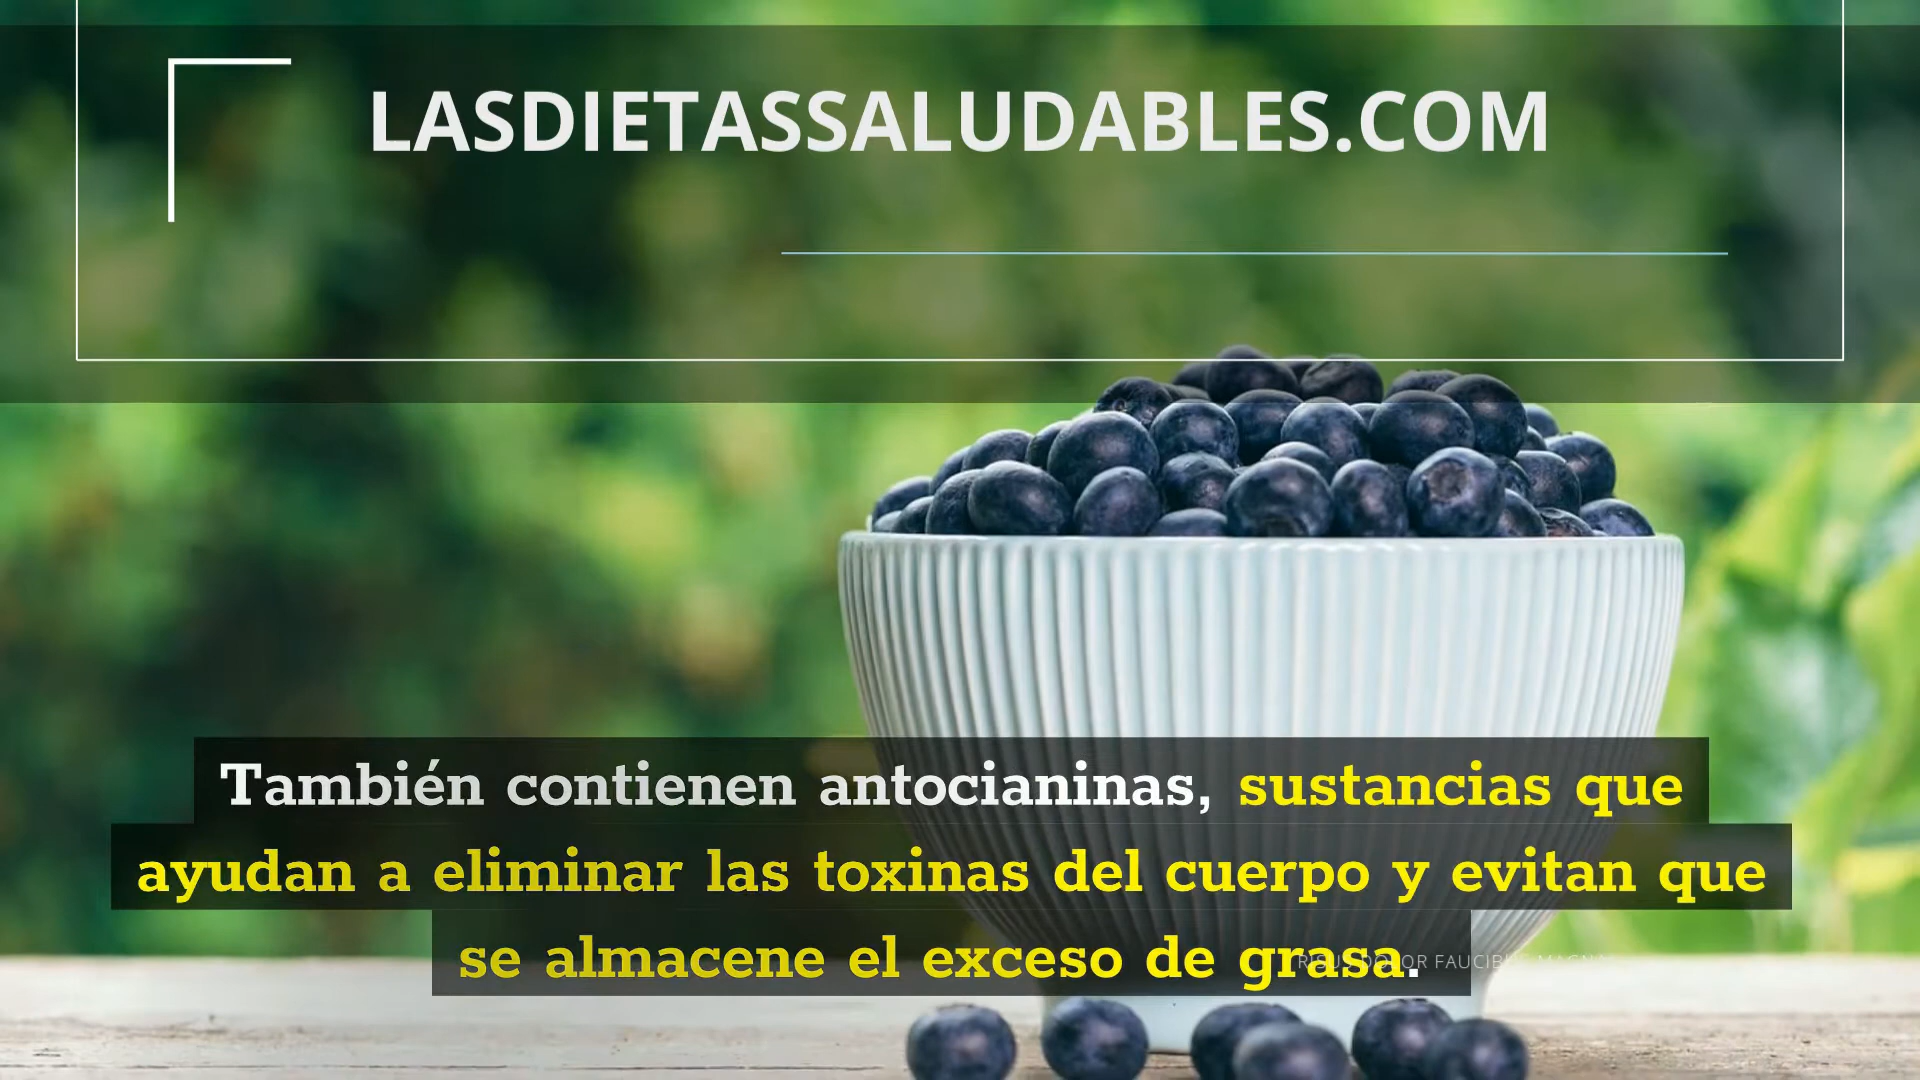 LASDIETASSALUDABLES.COM
También contienen antocianinas, sustancias que
ayudan a eliminar las toxinas del cuerpo y evitan que
se almacene el exceso de grasa.